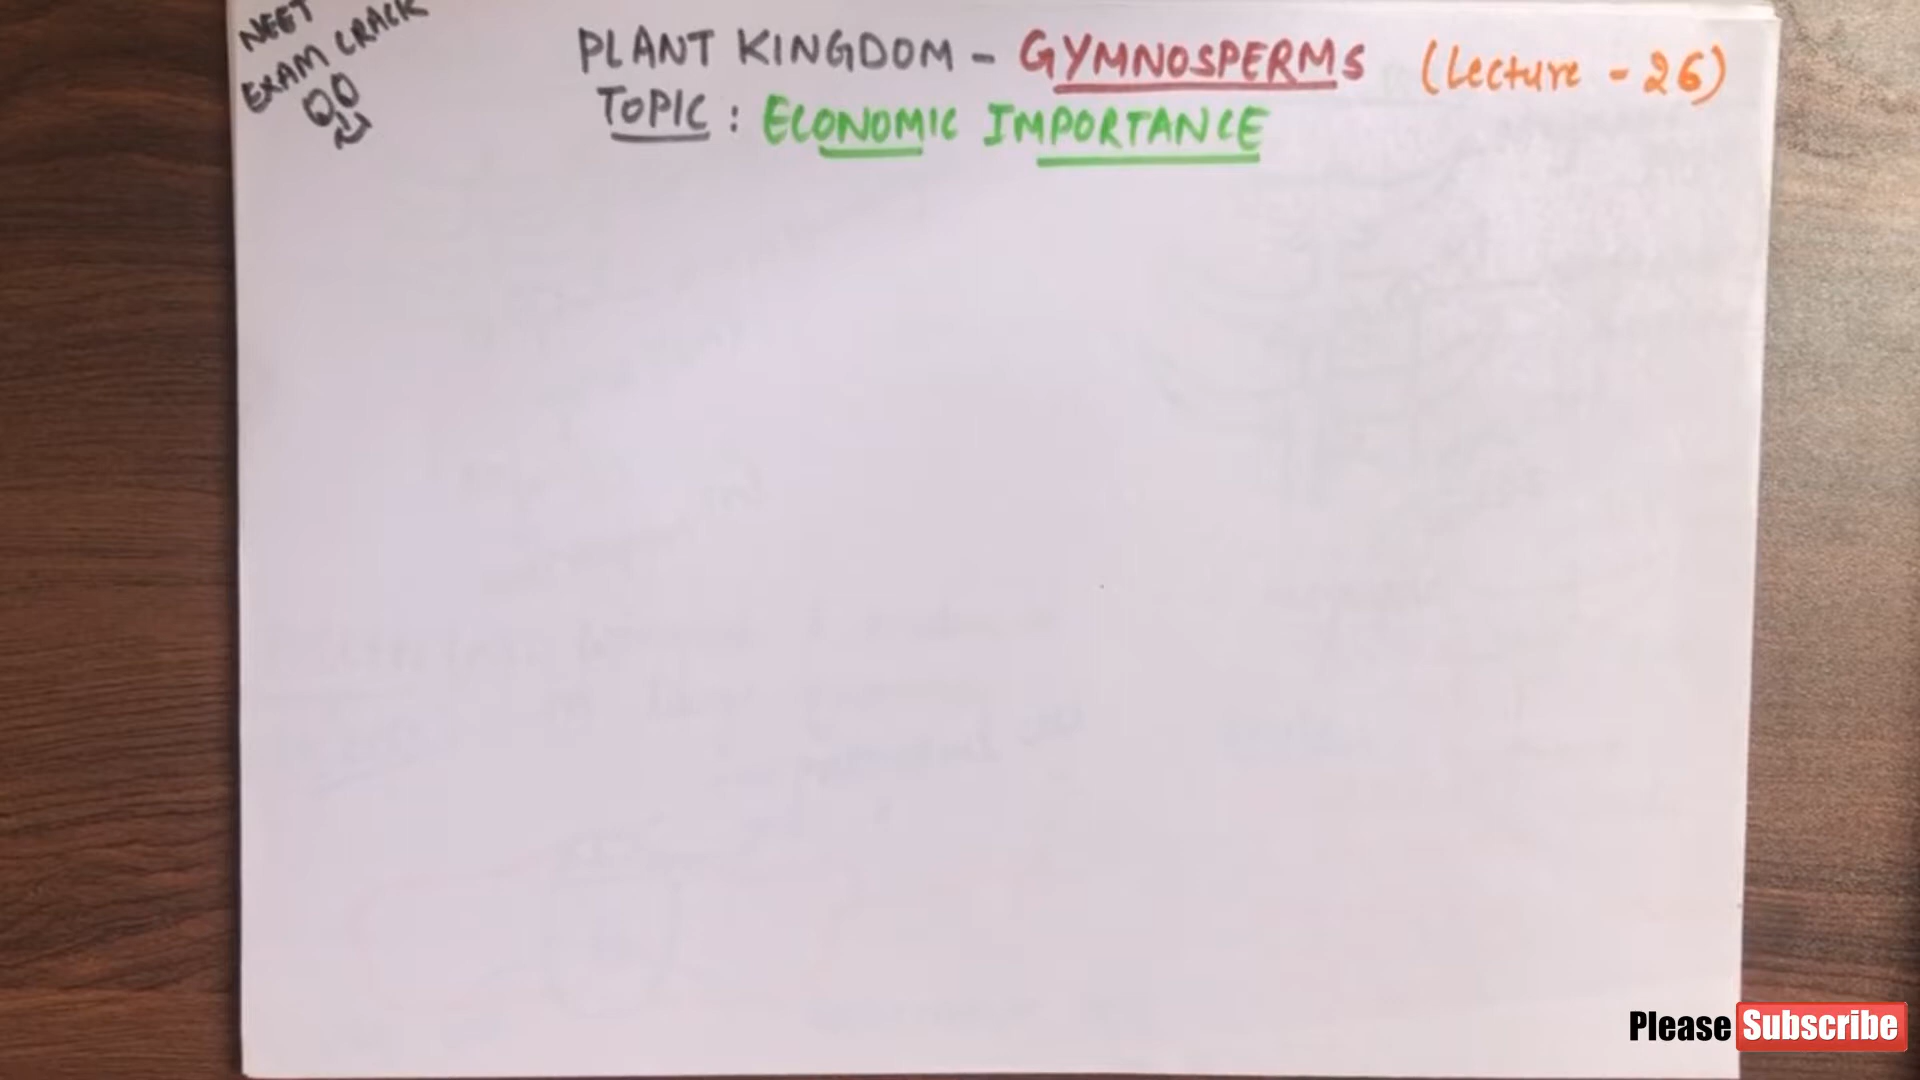 NEET
EXAM CRACK
PLANT KINGDOM - GYMNOSPERMS (Lecture - 26)
TOPIC : ECONOMIC IMPORTANCE
Please Subscribe